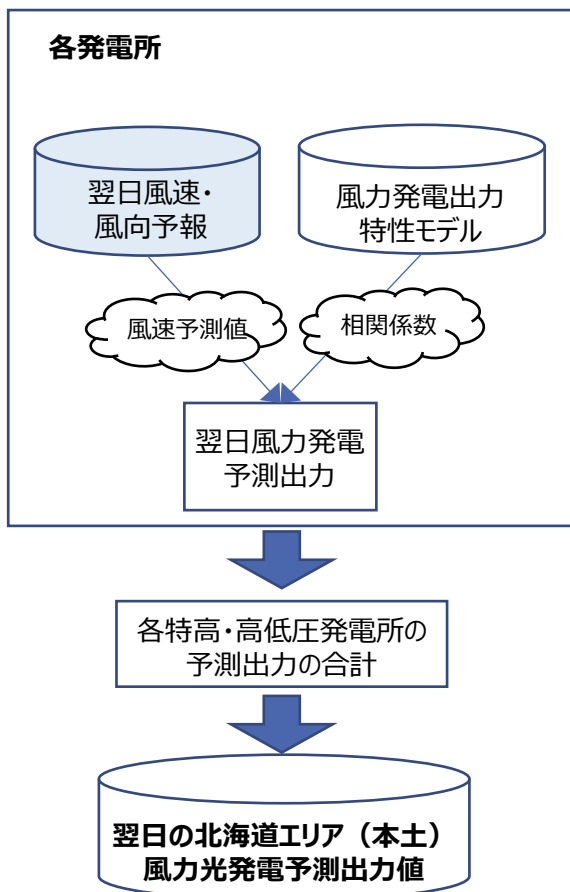 各発電所
翌日風速・
風向予報
風力発電出力
特性モデル
風速予測値
相関係数
翌日風力発電
予測出力
各特高・高低圧発電所の
予測出力の合計
翌日の北海道エリア（本土）
風力光発電予測出力値